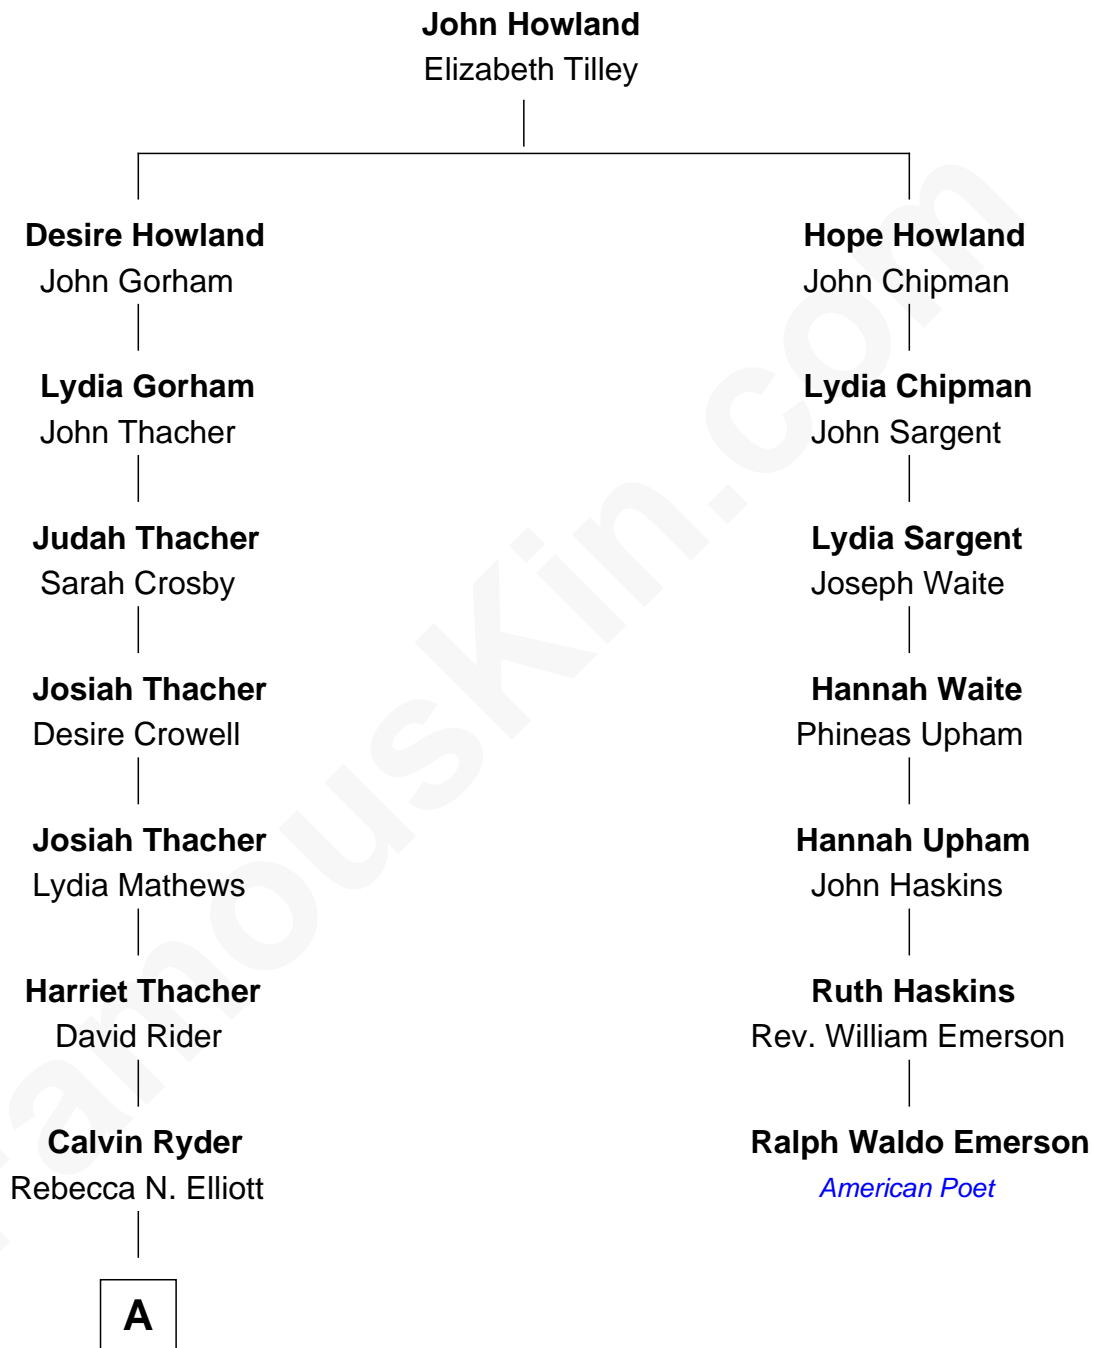 John Howland
Elizabeth Tilley
Desire Howland
John Gorham
Hope Howland
John Chipman
Lydia Gorham
John Thacher
Lydia Chipman
John Sargent
Judah Thacher
Sarah Crosby
Lydia Sargent
Joseph Waite
Josiah Thacher
Desire Crowell
Hannah Waite
Phineas Upham
Josiah Thacher
Lydia Mathews
Hannah Upham
John Haskins
Harriet Thacher
David Rider
Ruth Haskins
Rev. William Emerson
Calvin Ryder
Rebecca N. Elliott
Ralph Waldo Emerson
American Poet
A
FamousKin.com